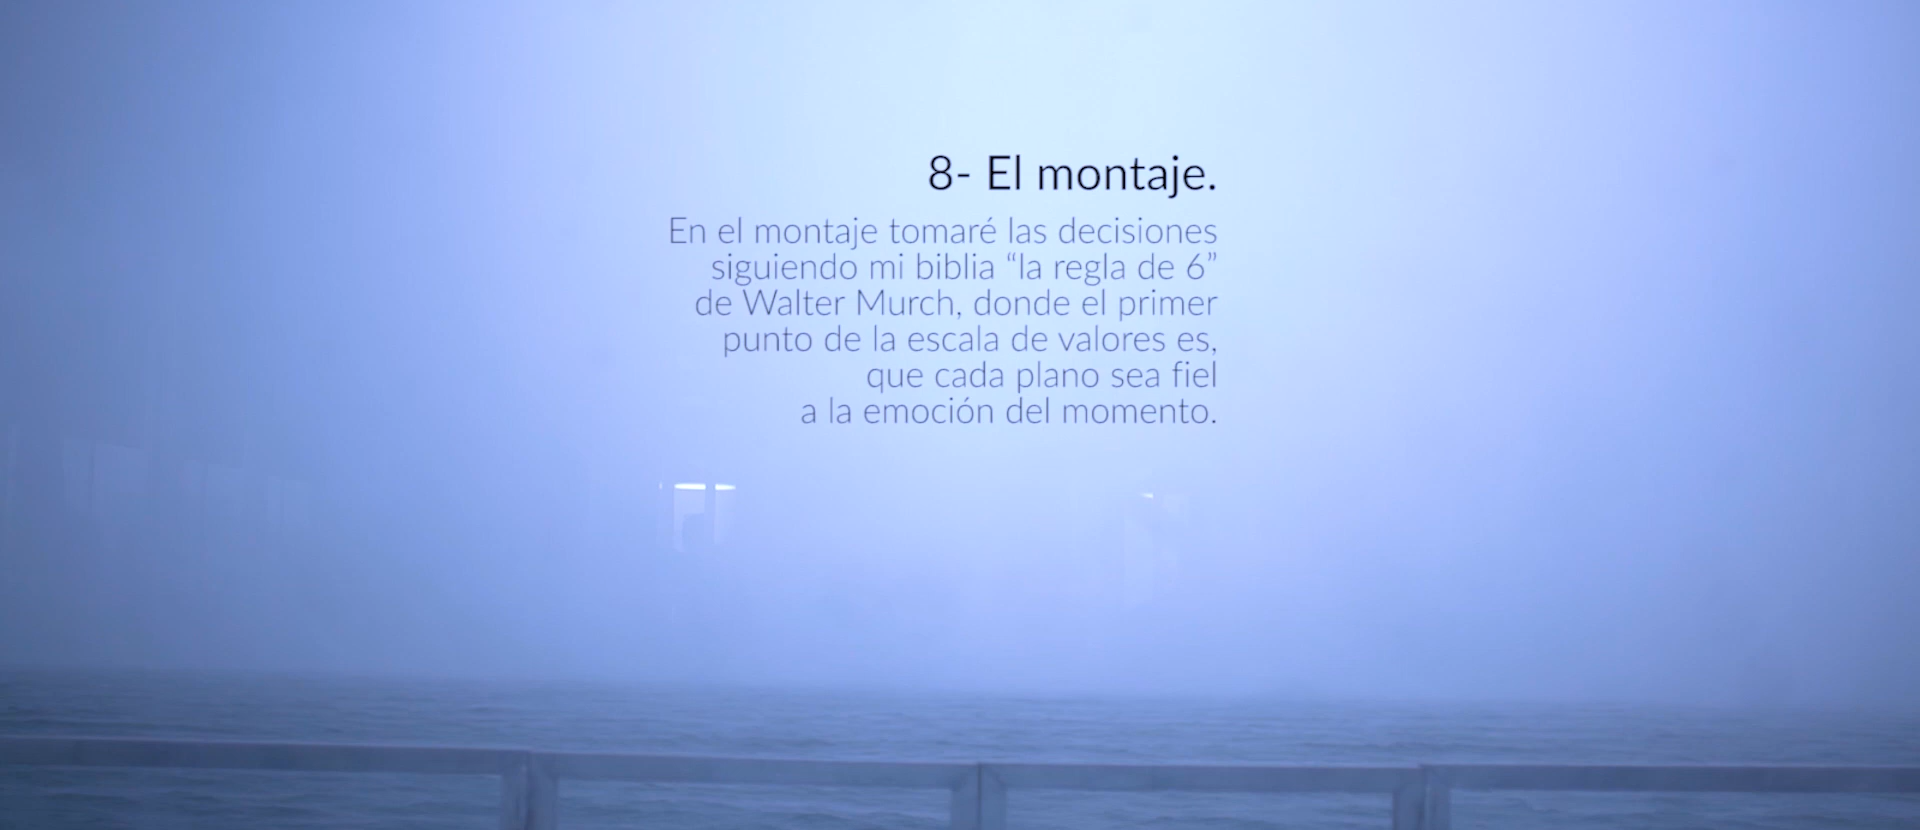 8- El montaje.
En el montaje tomaré las decisiones
siguiendo mi biblia “la regla de 6”
de Walter Murch, donde el primer
punto de la escala de valores es,
que cada plano sea fiel
a la emoción del momento.